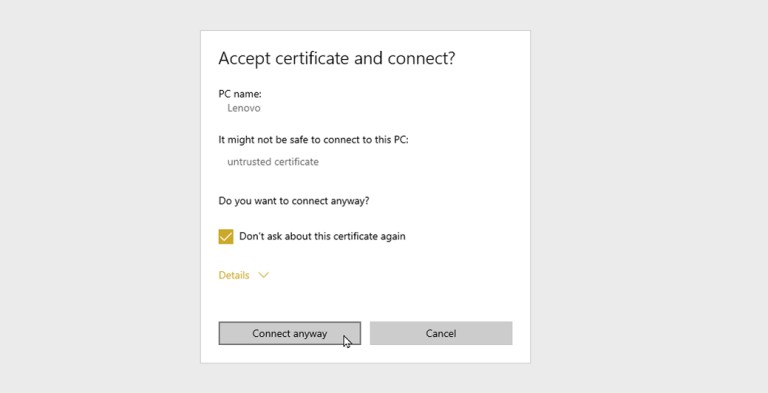 Accept certificate and connect?
PC name:
Lenovo
It might not be safe to connect to this PC:
untrusted certificate
Do you want to connect anyway?
Don't ask about this certificate again
Details
Connect anyway
Cancel